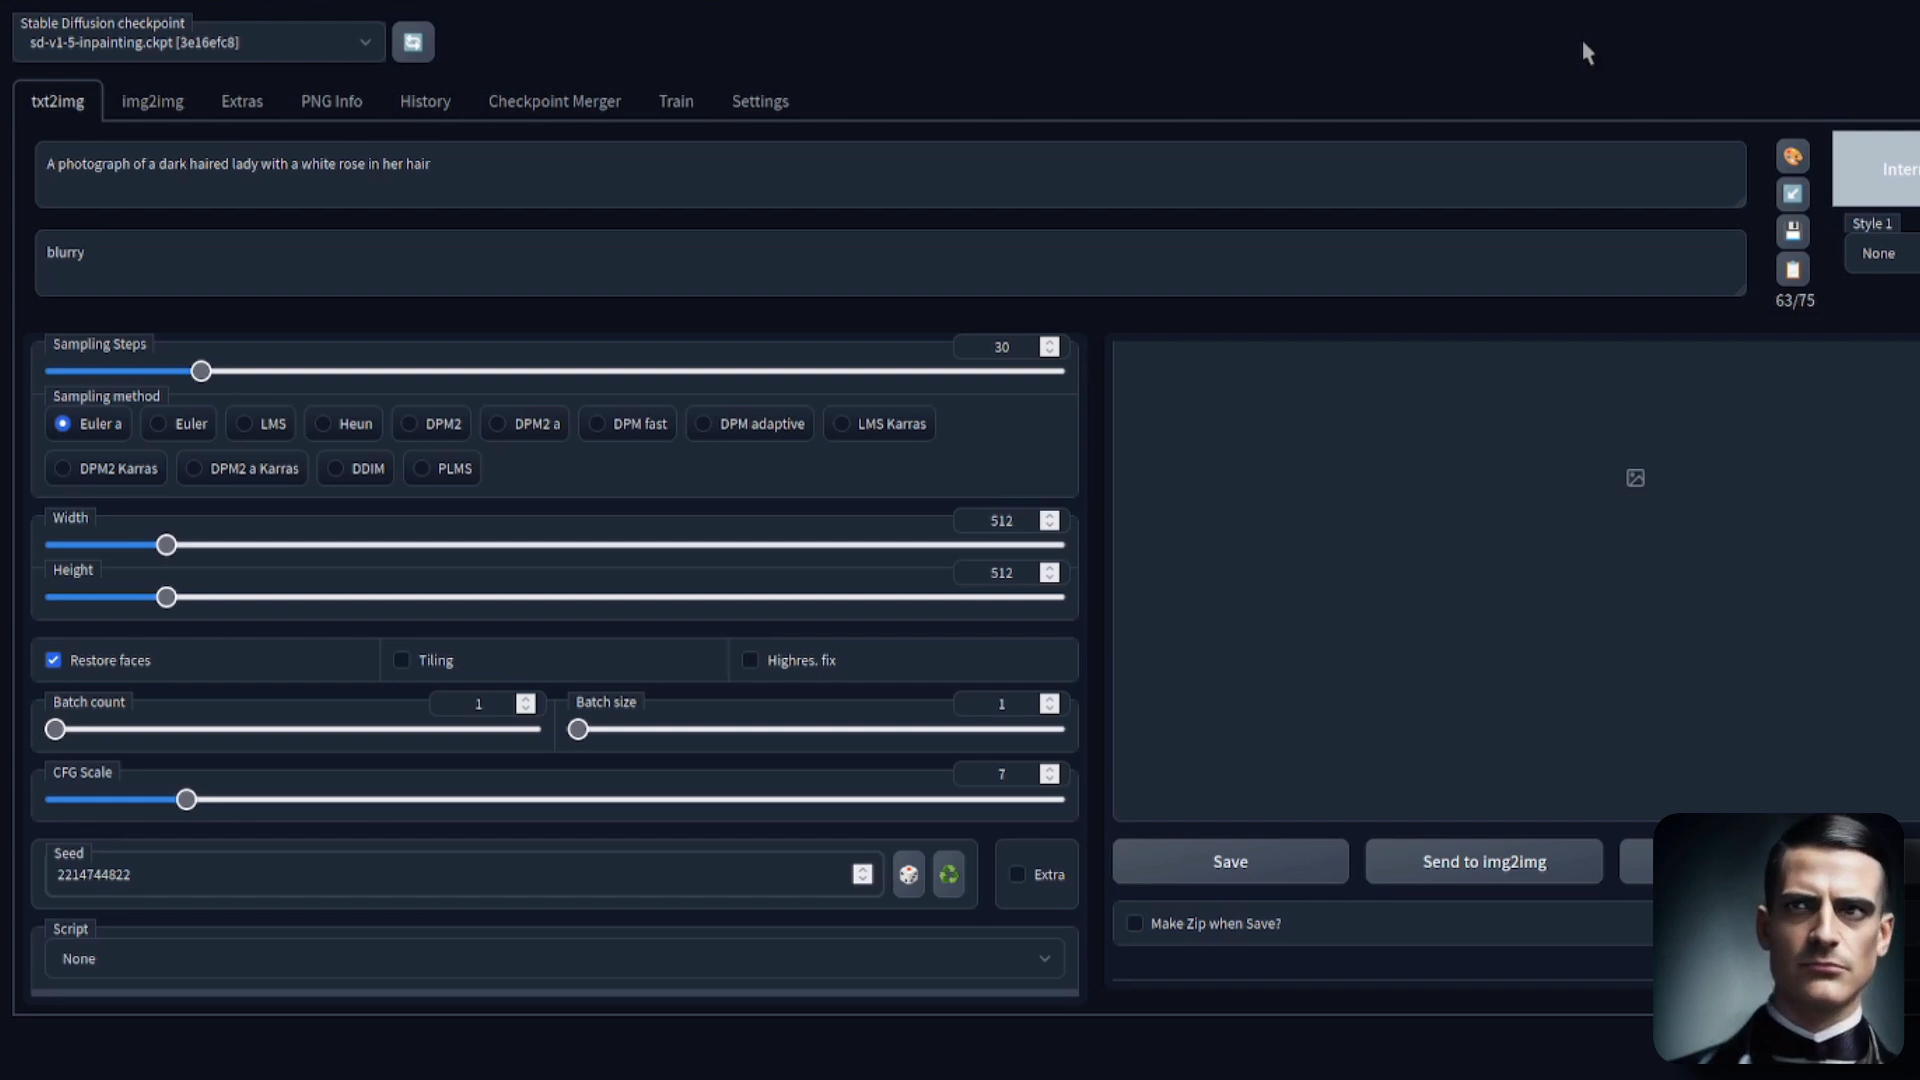 Stable Diffusion checkpoint
sd-v1-5-inpainting.ckpt [3e16efc8]
txt2img img2img Extras PNG Info History Checkpoint Merger Train Settings
A photograph of a dark haired lady with a white rose in her hair
blurry
63/75
Style 1
None
Sampling Steps
30
Sampling method
Euler a Euler LMS Heun DPM2 DPM2 a DPM fast DPM adaptive LMS Karras
DPM2 Karras DPM2 a Karras DDIM PLMS
Width
512
Height
512
Restore faces Tiling Highres. fix
Batch count 1 Batch size 1
CFG Scale
7
Seed
2214744822
Extra
Script
None
Save Send to img2img
Make Zip when Save?